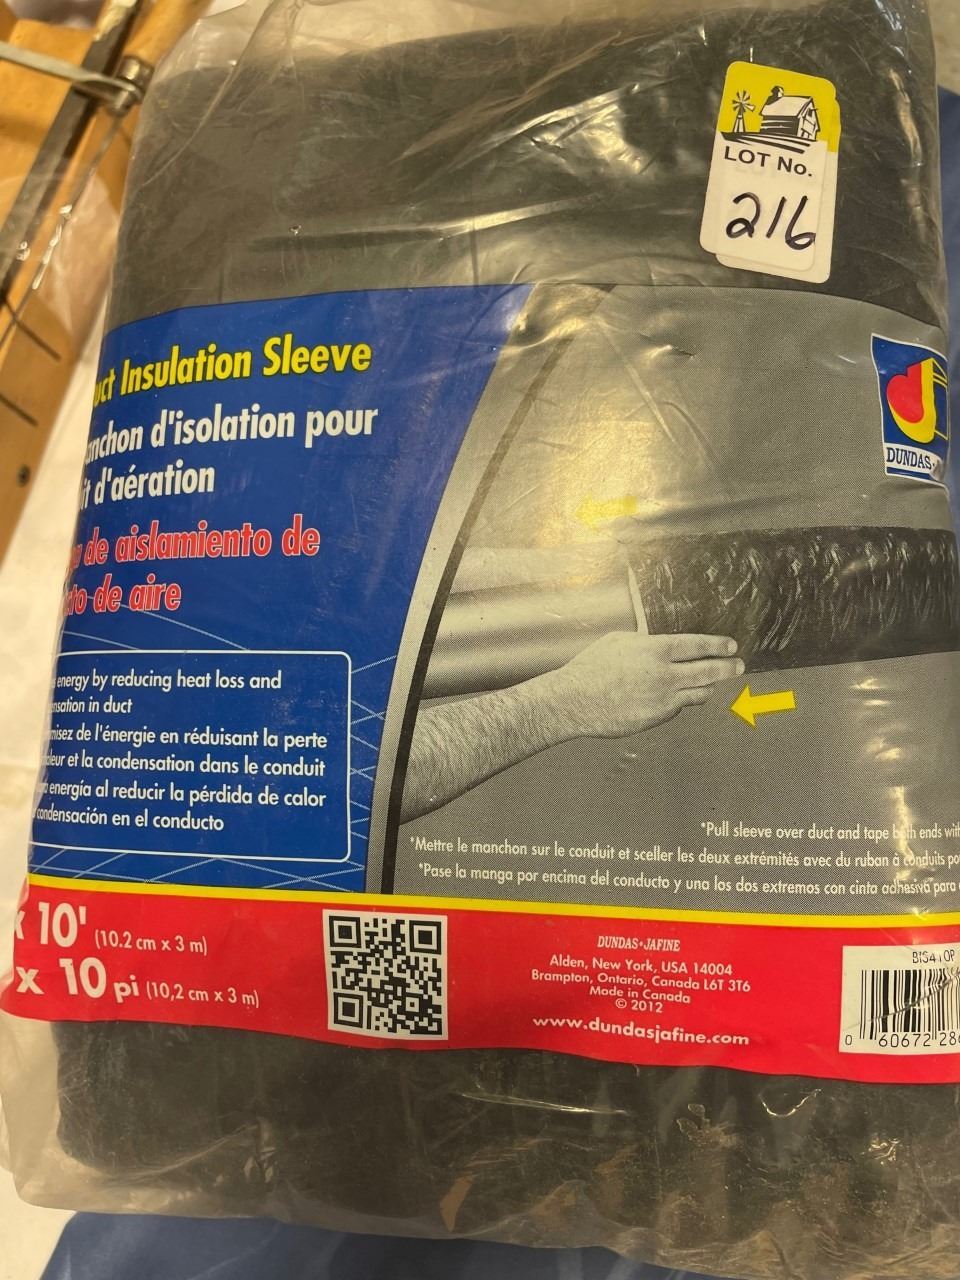 LOT No.
216
uct Insulation Sleeve
anchon d'isolation pour
it d'aération
de aislamiento de
cto de aire
DUNDAS
energy by reducing heat loss and
nsation in duct
misez de l'énergie en réduisant la perte
aleur et la condensation dans le conduit
energía al reducir la pérdida de calor
condensación en el conducto
*Pull sleeve over duct and tape both ends wit
*Mettre le manchon sur le conduit et sceller les deux extrémités avec du ruban à conduits po
*Pase la manga por encima del conducto y una los dos extremos con cinta adhesiva para
x 10' (10.2 cm x 3 m)
x 10 pi (10,2 cm x 3 m)
DUNDAS•JAFINE
Alden, New York, USA 14004
Brampton, Ontario, Canada L6T 3T6
Made in Canada
© 2012
www.dundasjafine.com
BIS410P
0 60672 28